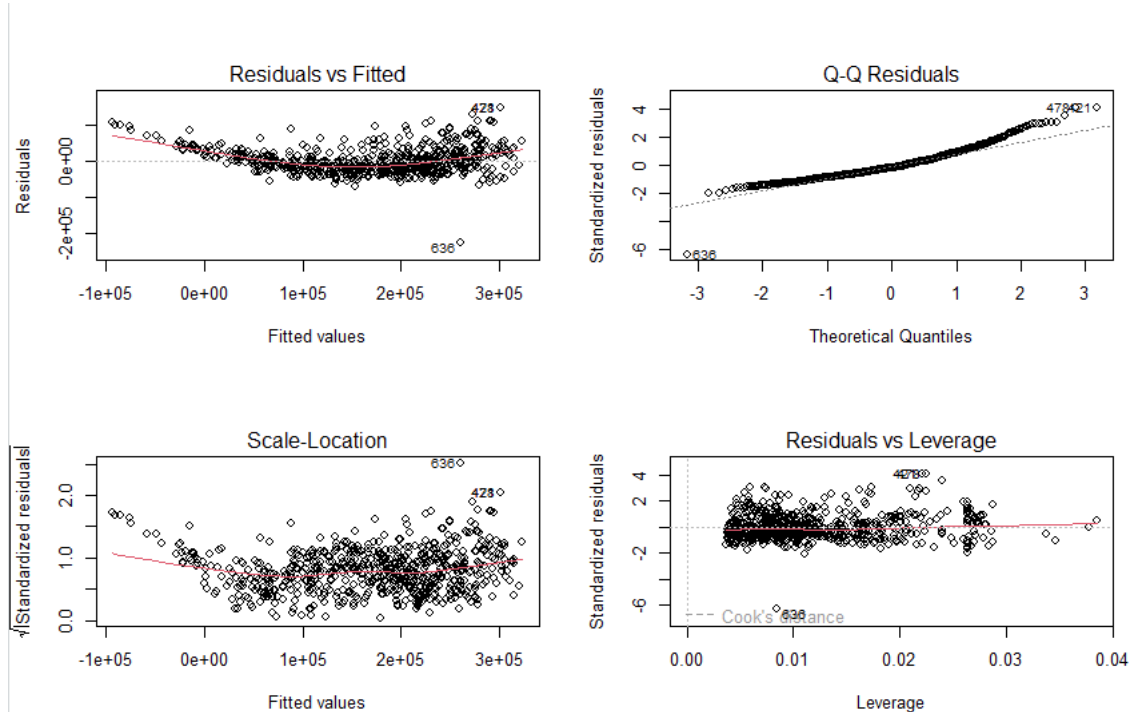 Residuals vs Fitted
Residuals
-2e+05
0e+00
636
-1e+05 0e+00 1e+05 2e+05 3e+05
Fitted values
Q-Q Residuals
Standardized residuals
-6
-2
0
2
4
421
636
-3 -2 -1 0 1 2 3
Theoretical Quantiles
Scale-Location
√|Standardized residuals|
0.0
1.0
2.0
636
-1e+05 0e+00 1e+05 2e+05 3e+05
Fitted values
Residuals vs Leverage
Standardized residuals
-6
-2
0
2
4
636
Cook's distance
0.00 0.01 0.02 0.03 0.04
Leverage